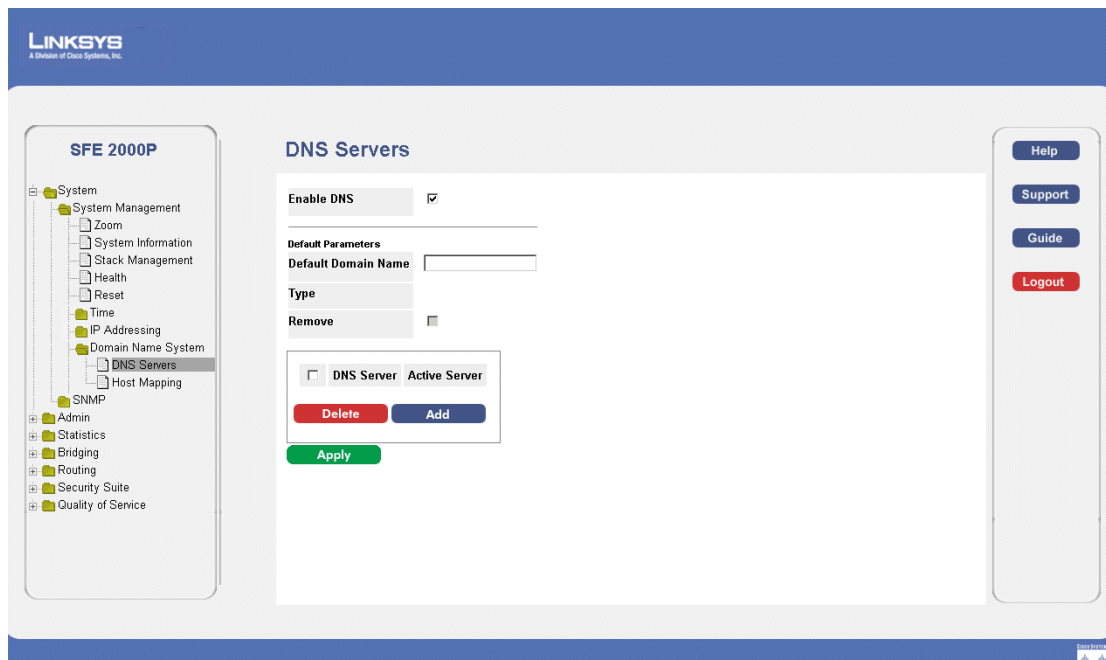 LINKSYS
A Division of Cisco Systems, Inc.
SFE 2000P
System
System Management
Zoom
System Information
Stack Management
Health
Reset
Time
IP Addressing
Domain Name System
DNS Servers
Host Mapping
SNMP
Admin
Statistics
Bridging
Routing
Security Suite
Quality of Service
DNS Servers
Enable DNS
Default Parameters
Default Domain Name
Type
Remove
DNS Server Active Server
Delete Add
Apply
Help
Support
Guide
Logout